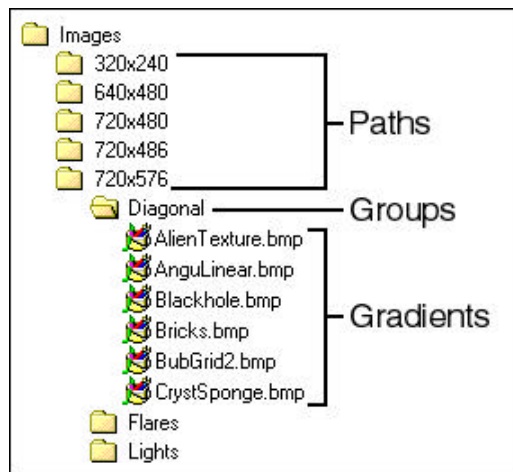 Images
320x240
640x480
720x480
Paths
720x486
720x576
Diagonal
Groups
AlienTexture.bmp
AnguLinear.bmp
Blackhole.bmp
Gradients
Bricks.bmp
BubGrid2.bmp
CrystSponge.bmp
Flares
Lights